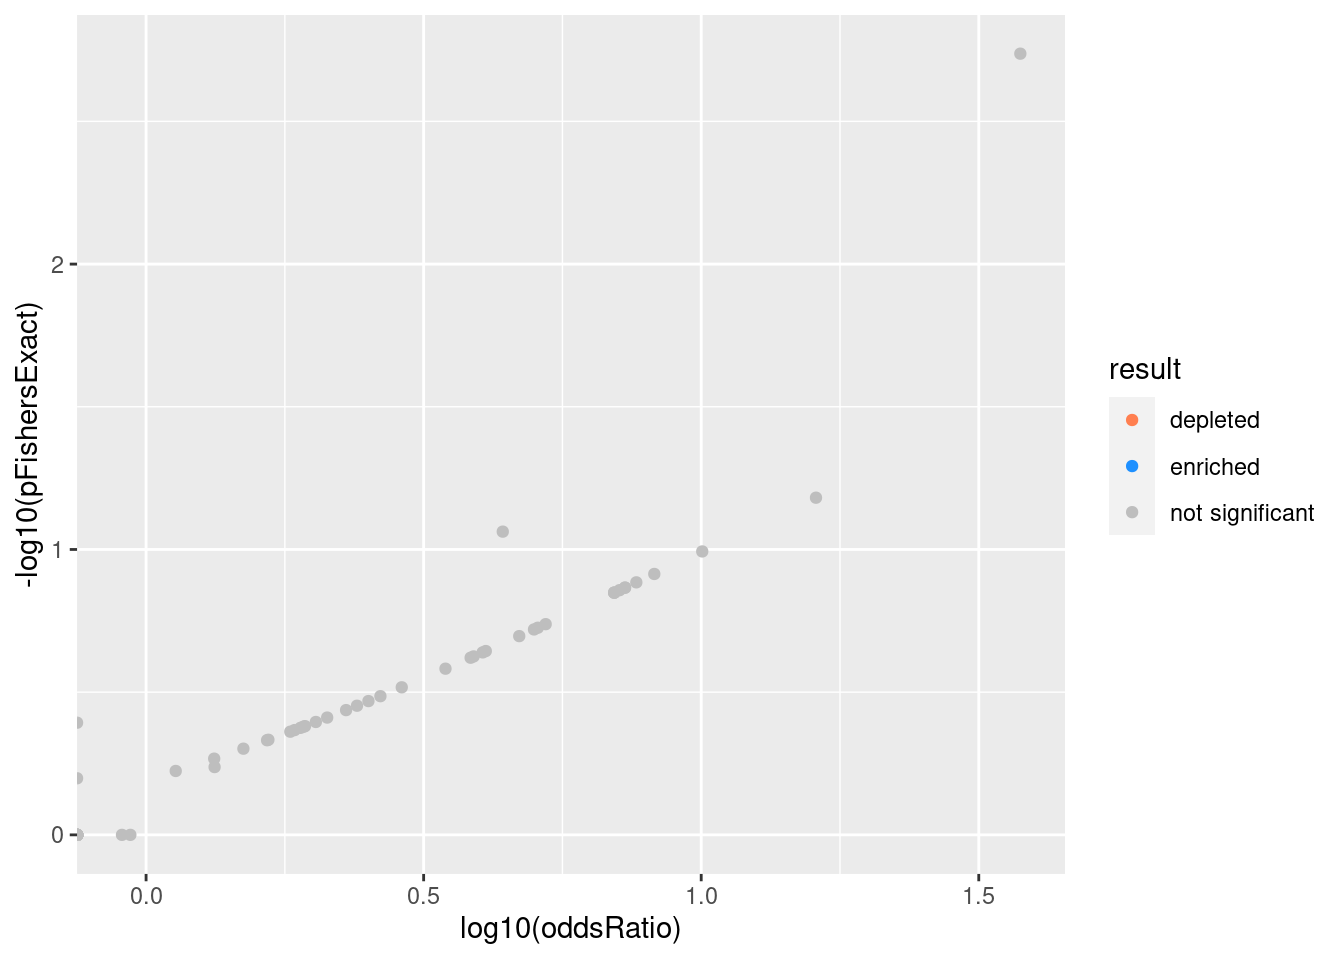 2
1
0
0.0 0.5 1.0 1.5
log10(oddsRatio)
-log10(pFishersExact)
result
depleted
enriched
not significant